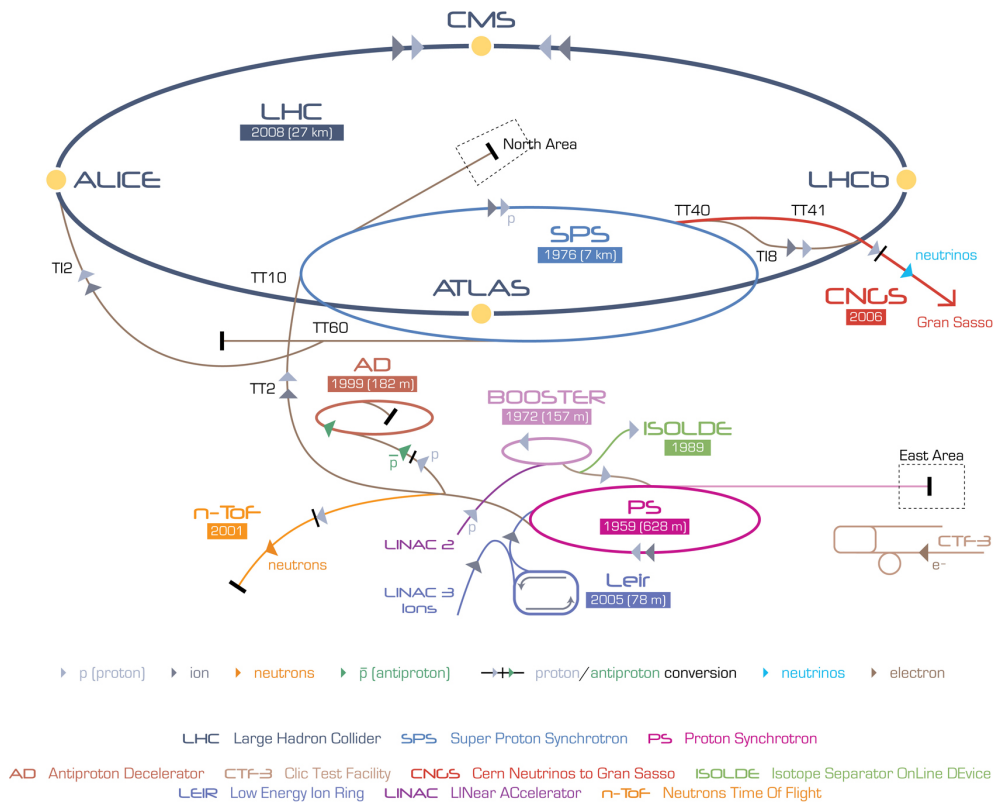 CMS
LHC
2008 (27 km)
North Area
ALICE
LHCb
TT40
TT41
p
SPS
1976 (7 km)
TI8
TI2
TT10
neutrinos
ATLAS
CNGS
2006
Gran Sasso
TT60
AD
1999 (182 m)
TT2
BOOSTER
1972 (157 m)
ISOLDE
1989
p
p̅
East Area
n-ToF
2001
PS
1959 (628 m)
p
LINAC 2
CTF-3
e⁻
neutrons
LINAC 3
Ions
Leir
2005 (78 m)
p (proton) ion neutrons p̅ (antiproton) proton/antiproton conversion neutrinos electron
LHC Large Hadron Collider SPS Super Proton Synchrotron PS Proton Synchrotron
AD Antiproton Decelerator CTF-3 Clic Test Facility CNGS Cern Neutrinos to Gran Sasso ISOLDE Isotope Separator OnLine DEvice
LEIR Low Energy Ion Ring LINAC LINear ACcelerator n-ToF Neutrons Time Of Flight